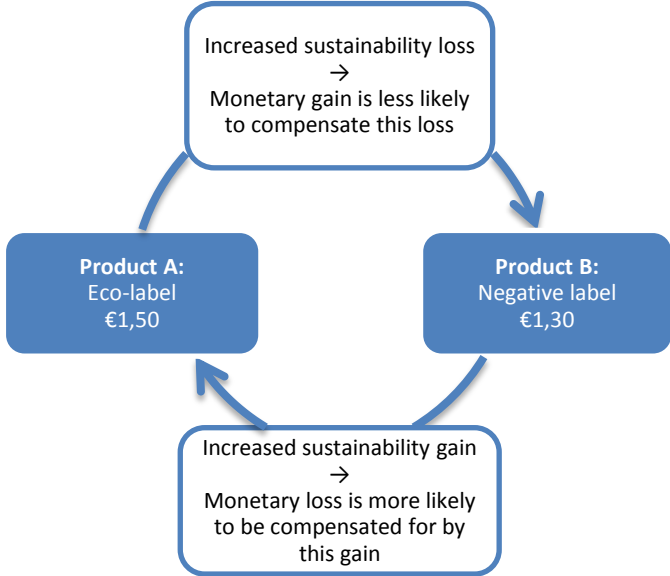 Increased sustainability loss
→
Monetary gain is less likely
to compensate this loss
Product A:
Eco-label
€1,50
Product B:
Negative label
€1,30
Increased sustainability gain
→
Monetary loss is more likely
to be compensated for by
this gain